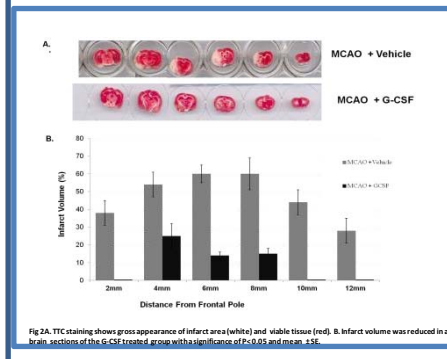 A.
MCAO + Vehicle
MCAO + G-CSF
B.
80
70
60
50
40
30
20
10
0
Infarct Volume (%)
MCAO +Vehicle
MCAO + GCSF
2mm 4mm 6mm 8mm 10mm 12mm
Distance From Frontal Pole
Fig 2A. TTC staining shows gross appearance of infarct area (white) and viable tissue (red). B. Infarct volume was reduced in a
brain sections of the G-CSF treated group with a significance of P<0.05 and mean ±SE.